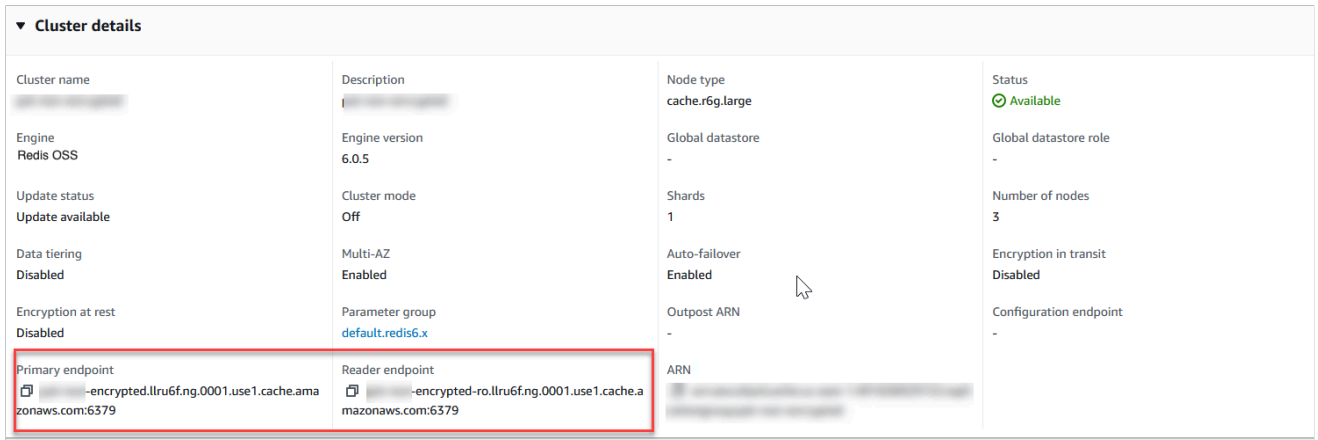 Cluster details
Cluster name
Description
Node type
Status
cache.r6g.large
Available
Engine
Engine version
Global datastore
Global datastore role
Redis OSS
6.0.5
-
-
Update status
Cluster mode
Shards
Number of nodes
Update available
Off
1
3
Data tiering
Multi-AZ
Auto-failover
Encryption in transit
Disabled
Enabled
Enabled
Disabled
Encryption at rest
Parameter group
Outpost ARN
Configuration endpoint
Disabled
default.redis6.x
-
-
Primary endpoint
Reader endpoint
ARN
-encrypted.llru6f.ng.0001.use1.cache.ama
zonaws.com:6379
-encrypted-ro.llru6f.ng.0001.use1.cache.a
mazonaws.com:6379